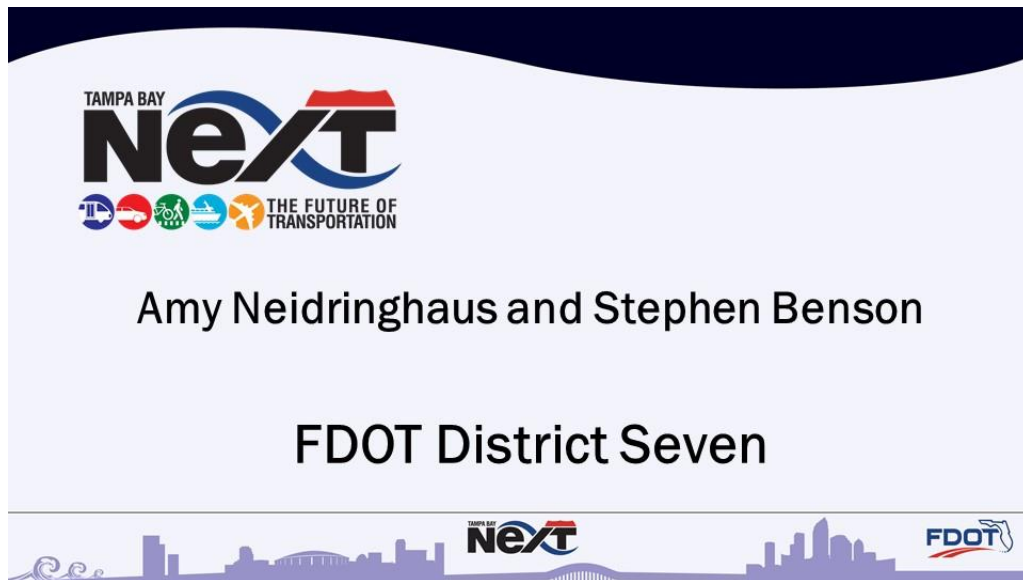 TAMPA BAY
NeXT
THE FUTURE OF
TRANSPORTATION
Amy Neidringhaus and Stephen Benson
FDOT District Seven
TAMPA BAY
NeXT
FDOT